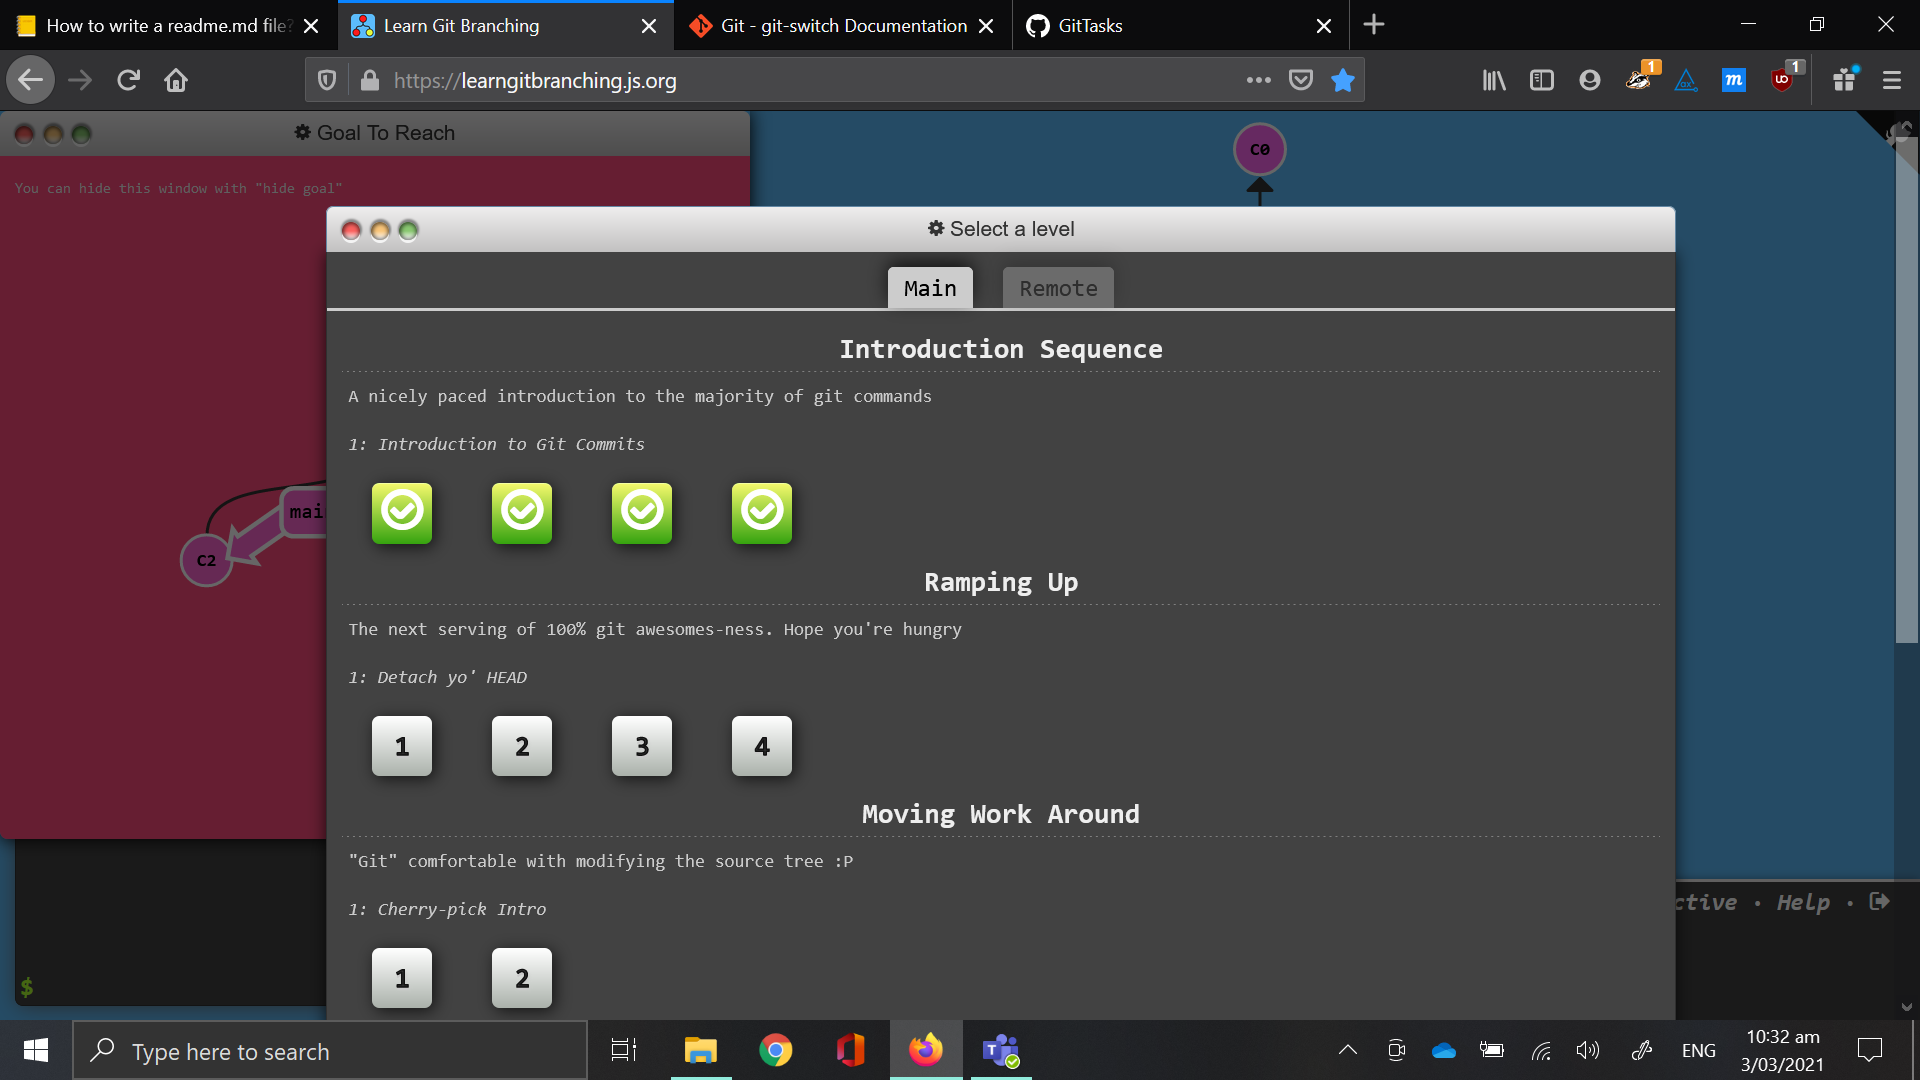 How to write a readme.md file?
Learn Git Branching
Git - git-switch Documentation
GitTasks
https://learngitbranching.js.org
1
m
1
Goal To Reach
C0
You can hide this window with "hide goal"
Select a level
Main
Remote
Introduction Sequence
A nicely paced introduction to the majority of git commands
1: Introduction to Git Commits
mai
C2
Ramping Up
The next serving of 100% git awesomes-ness. Hope you're hungry
1: Detach yo' HEAD
1
2
3
4
Moving Work Around
"Git" comfortable with modifying the source tree :P
ctive • Help •
1: Cherry-pick Intro
1
2
$
Type here to search
ENG
10:32 am
3/03/2021